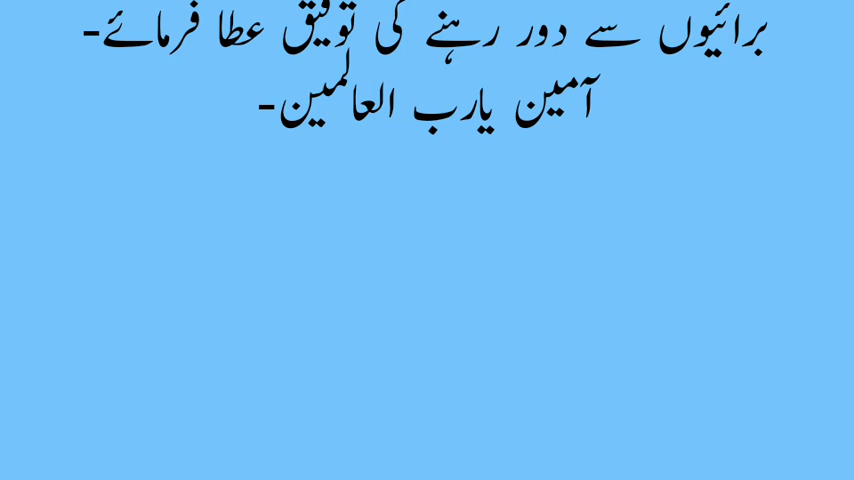 برائیوں سے دور رہنے کی توفیق عطا فرمائے-
آمین یارب العالمین-